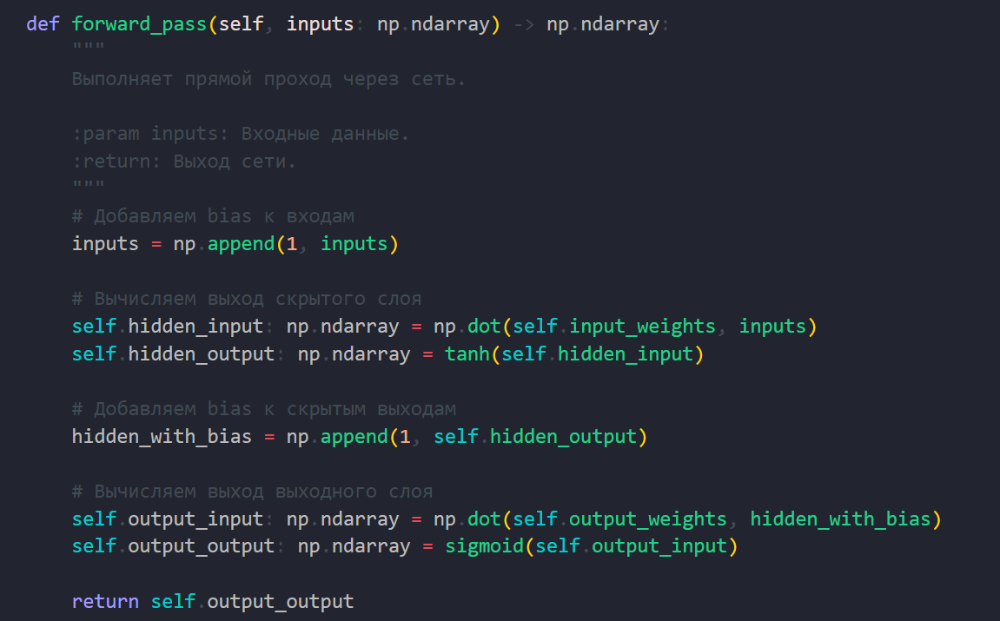 def forward_pass(self, inputs: np.ndarray) -> np.ndarray:
"""
Выполняет прямой проход через сеть.
:param inputs: Входные данные.
:return: Выход сети.
"""
# Добавляем bias к входам
inputs = np.append(1, inputs)
# Вычисляем выход скрытого слоя
self.hidden_input: np.ndarray = np.dot(self.input_weights, inputs)
self.hidden_output: np.ndarray = tanh(self.hidden_input)
# Добавляем bias к скрытым выходам
hidden_with_bias = np.append(1, self.hidden_output)
# Вычисляем выход выходного слоя
self.output_input: np.ndarray = np.dot(self.output_weights, hidden_with_bias)
self.output_output: np.ndarray = sigmoid(self.output_input)
return self.output_output